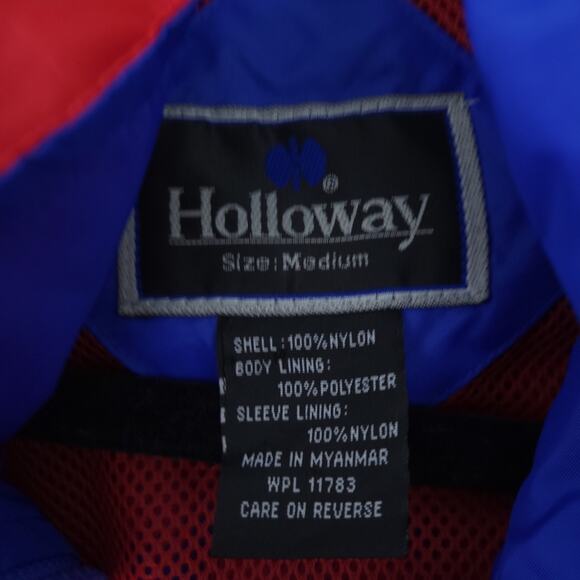 Holloway®
Size: Medium
SHELL: 100% NYLON
BODY LINING:
100% POLYESTER
SLEEVE LINING:
100% NYLON
MADE IN MYANMAR
WPL 11783
CARE ON REVERSE